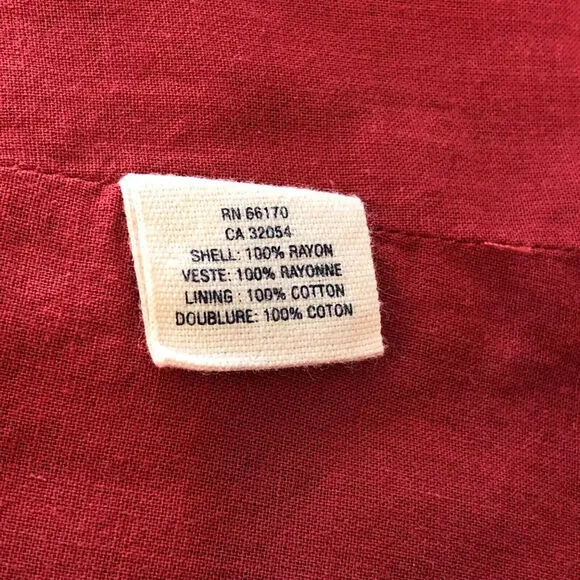 RN 66170
CA 32054
SHELL: 100% RAYON
VESTE: 100% RAYONNE
LINING : 100% COTTON
DOUBLURE: 100% COTON